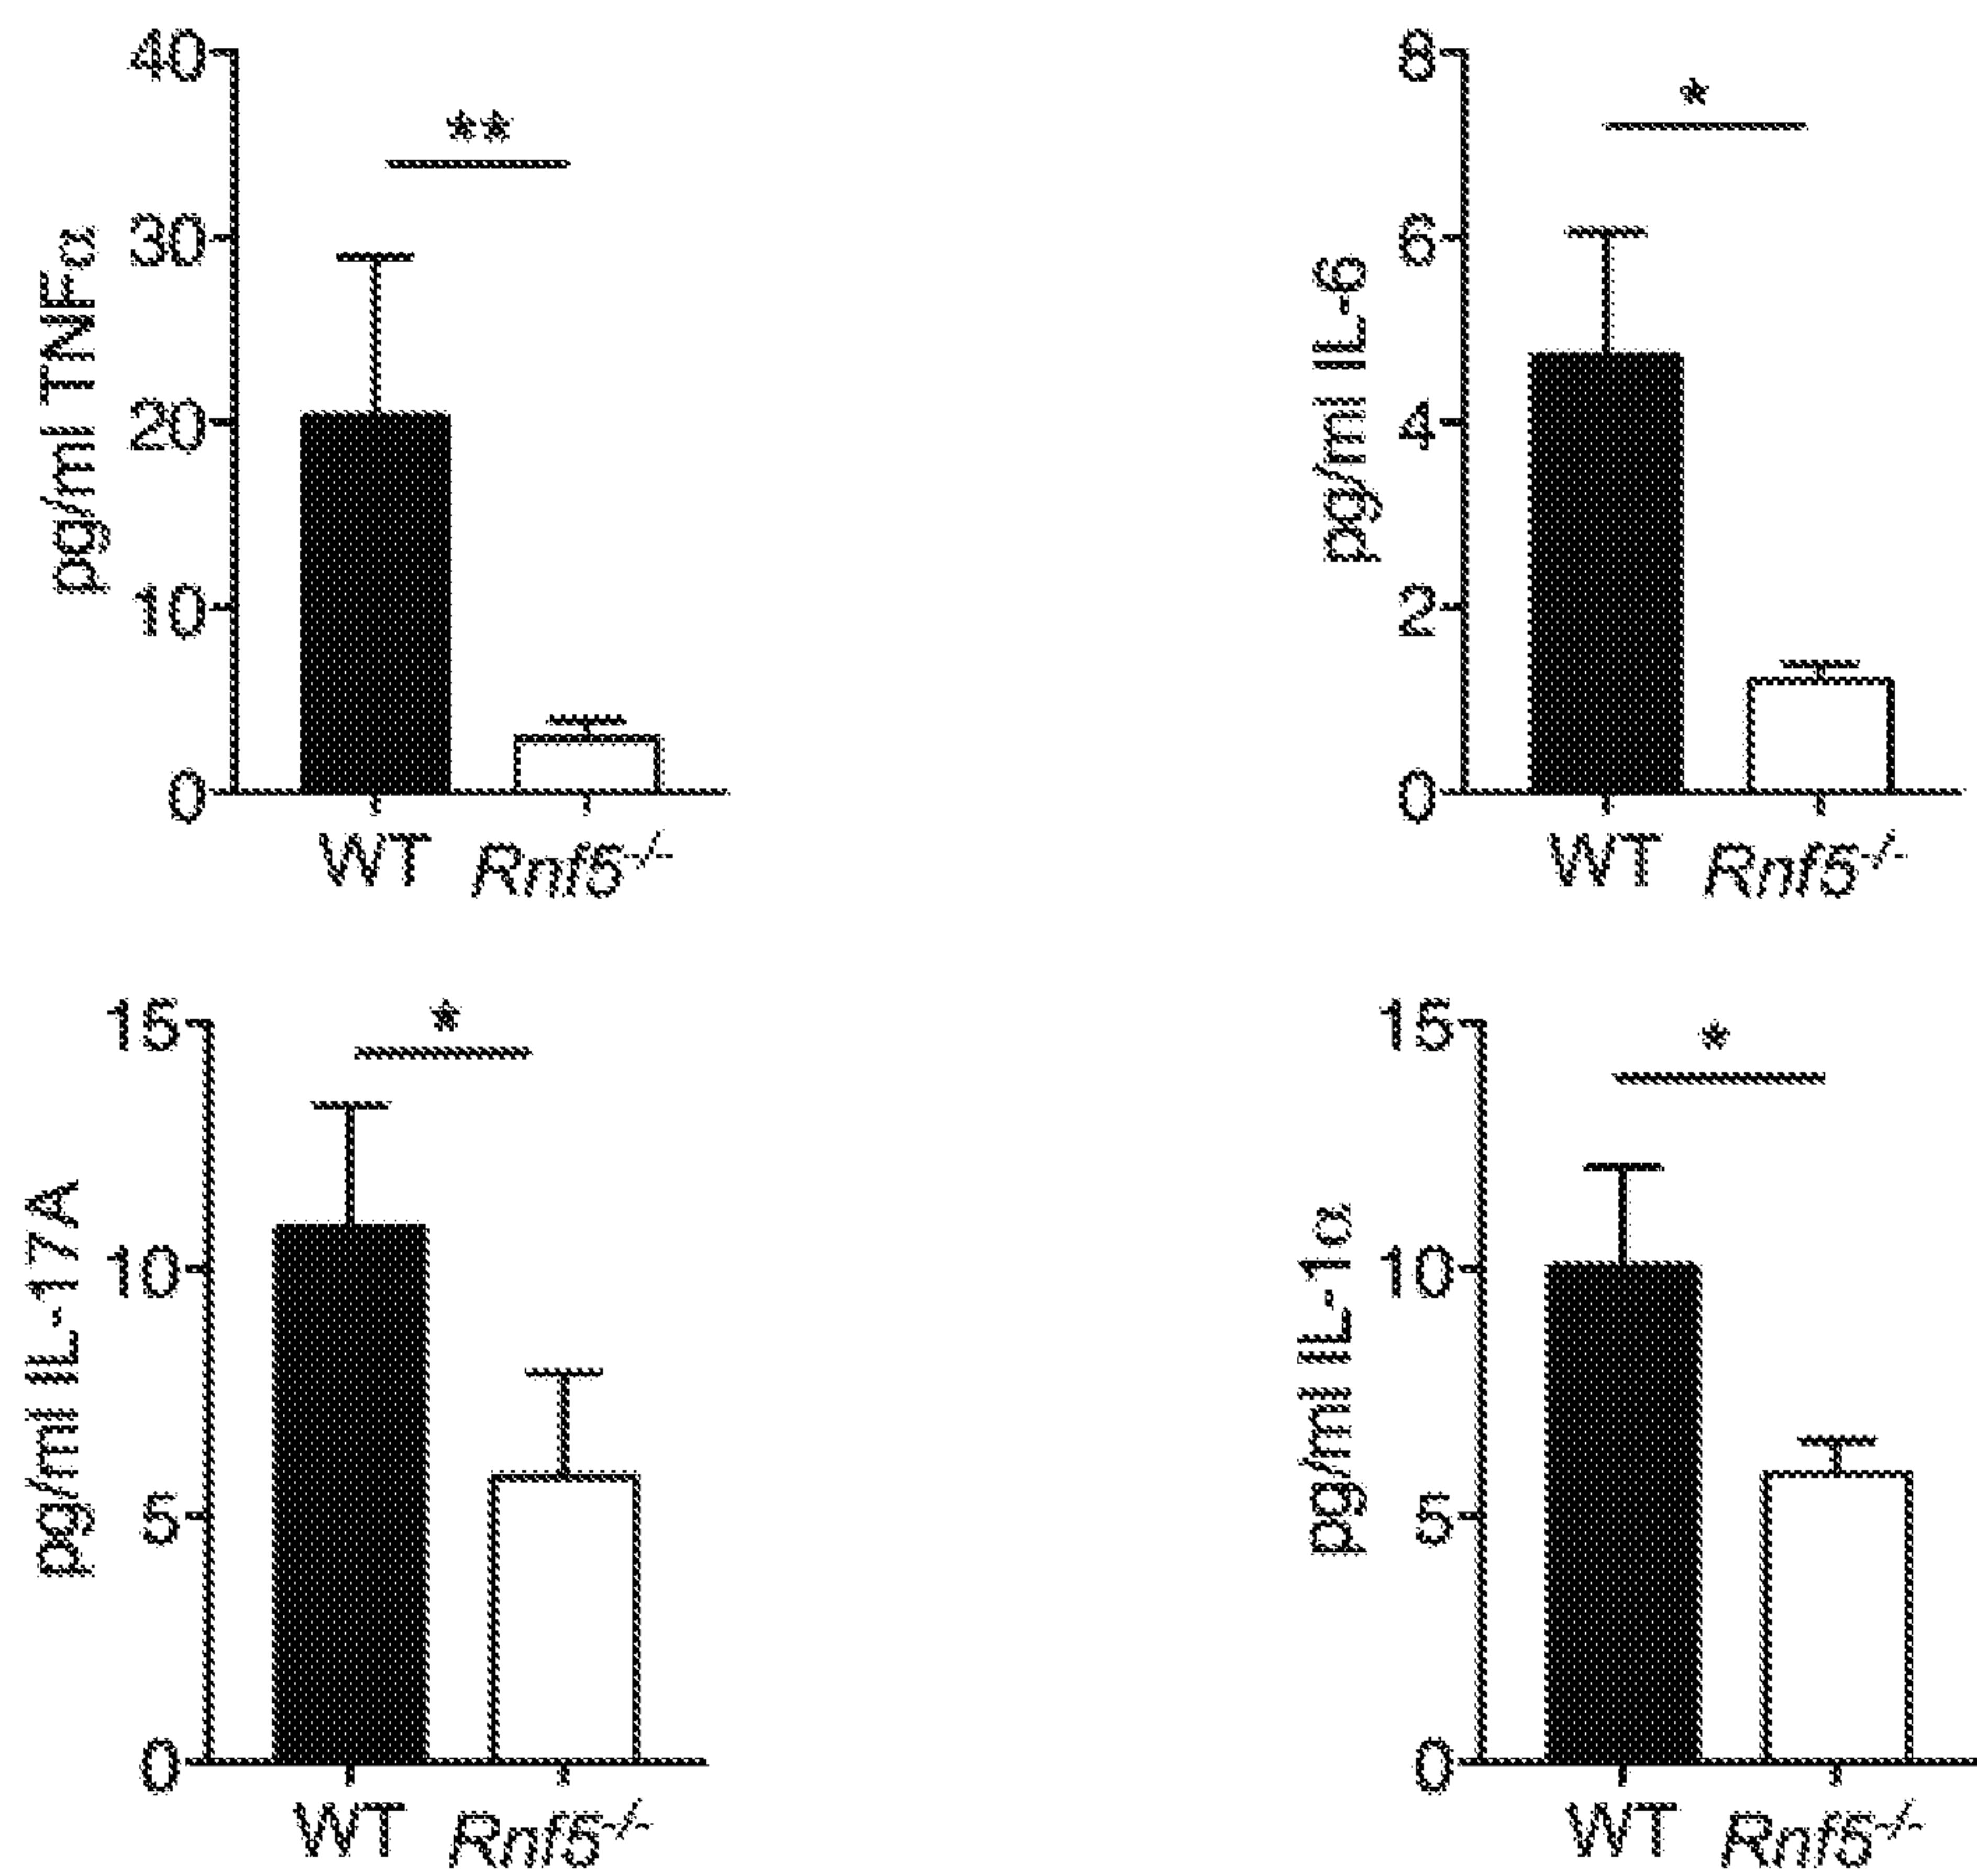 pg/ml TNFα
40
30
20
10
0
**
WT Rnf5-/-
pg/ml IL-6
8
6
4
2
0
*
WT Rnf5-/-
pg/ml IL-17A
15
10
5
0
*
WT Rnf5-/-
pg/ml IL-1α
15
10
5
0
*
WT Rnf5-/-